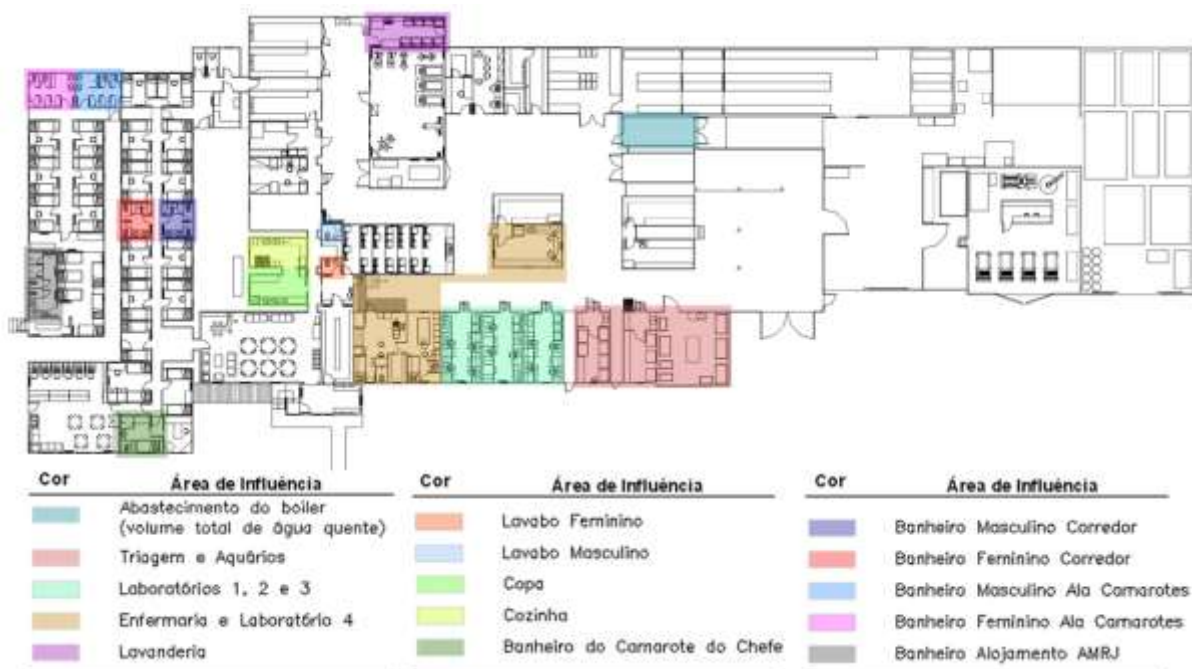 Cor Área de Influência
Abastecimento do boiler
(volume total de água quente)
Triagem e Aquários
Laboratórios 1, 2 e 3
Enfermaria e Laboratório 4
Lavanderia
Cor Área de Influência
Lavabo Feminino
Lavabo Masculino
Copa
Cozinha
Banheiro do Camarote do Chefe
Cor Área de Influência
Banheiro Masculino Corredor
Banheiro Feminino Corredor
Banheiro Masculino Ala Camarotes
Banheiro Feminino Ala Camarotes
Banheiro Alojamento AMRJ